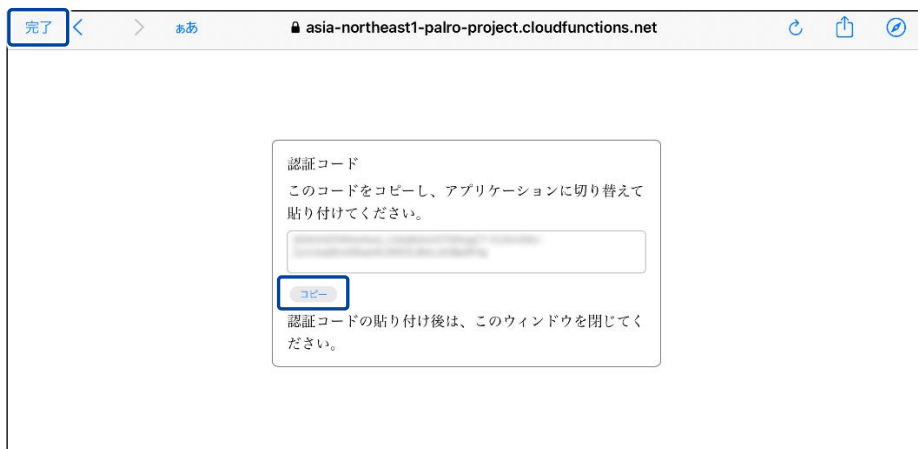 完了 ぁあ asia-northeast1-palro-project.cloudfunctions.net
認証コード
このコードをコピーし、アプリケーションに切り替えて
貼り付けてください。
コピー
認証コードの貼り付け後は、このウィンドウを閉じてく
ださい。